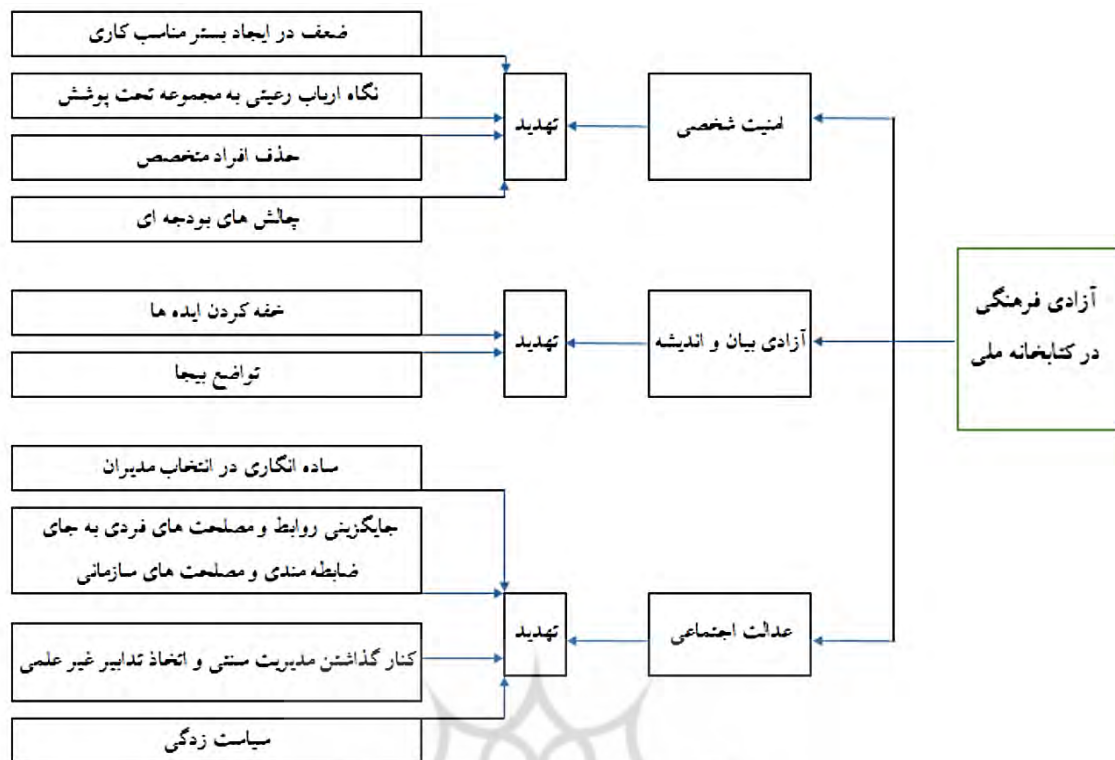 آزادی فرهنگی
در کتابخانه ملی
امنیت شخصی
تهدید
ضعف در ایجاد بستر مناسب کاری
نگاه ارباب رعیتی به مجموعه تحت پوشش
حذف افراد متخصص
چالش های بودجه ای
آزادی بیان و اندیشه
تهدید
خفه کردن ایده ها
تواضع بیجا
عدالت اجتماعی
تهدید
ساده انگاری در انتخاب مدیران
جایگزینی روابط و مصلحت های فردی به جای
ضابطه مندی و مصلحت های سازمانی
کنار گذاشتن مدیریت سنتی و اتخاذ تدابیر غیر علمی
سیاست زدگی